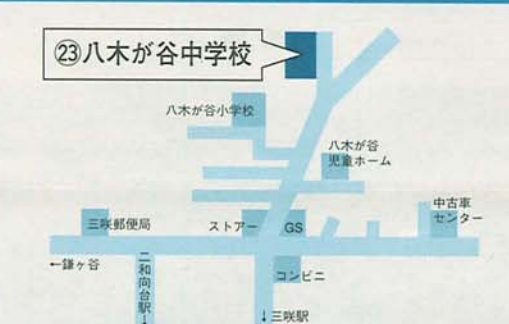 ㉓八木が谷中学校
八木が谷小学校
八木が谷
児童ホーム
中古車
センター
三咲郵便局
ストアー
GS
←鎌ヶ谷
二和向台駅↓
コンビニ
↓三咲駅